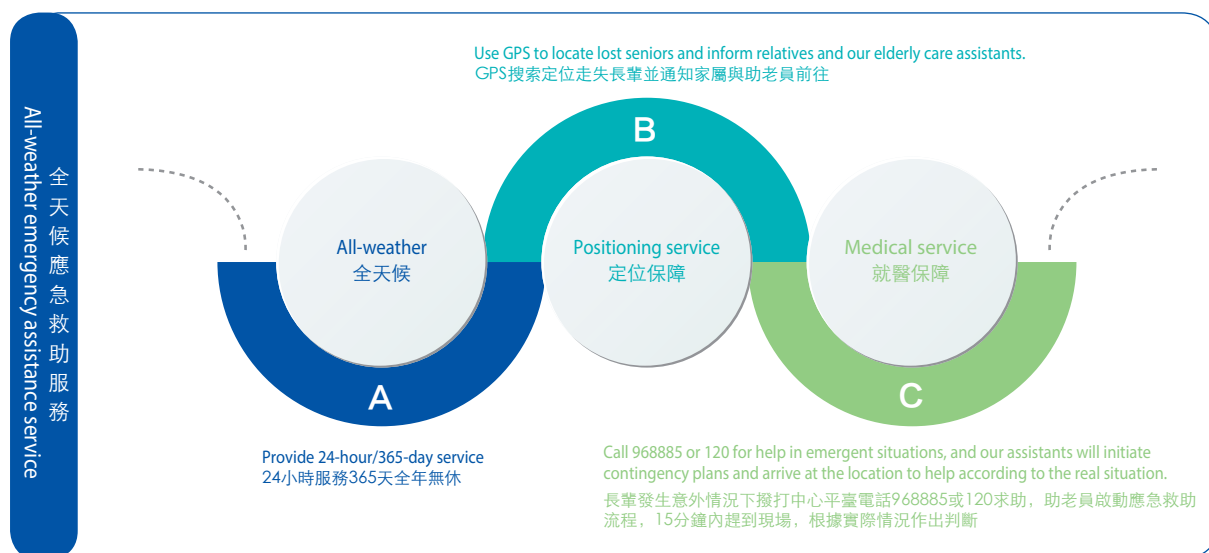 All-weather emergency assistance service
全天候應急救助服務
Use GPS to locate lost seniors and inform relatives and our elderly care assistants.
GPS搜索定位走失長輩並通知家屬與助老員前往
B
All-weather
全天候
Positioning service
定位保障
Medical service
就醫保障
A
C
Provide 24-hour/365-day service
24小時服務365天全年無休
Call 968885 or 120 for help in emergent situations, and our assistants will initiate
contingency plans and arrive at the location to help according to the real situation.
長輩發生意外情況下撥打中心平臺電話968885或120求助，助老員啟動應急救助
流程，15分鐘內趕到現場，根據實際情況作出判斷